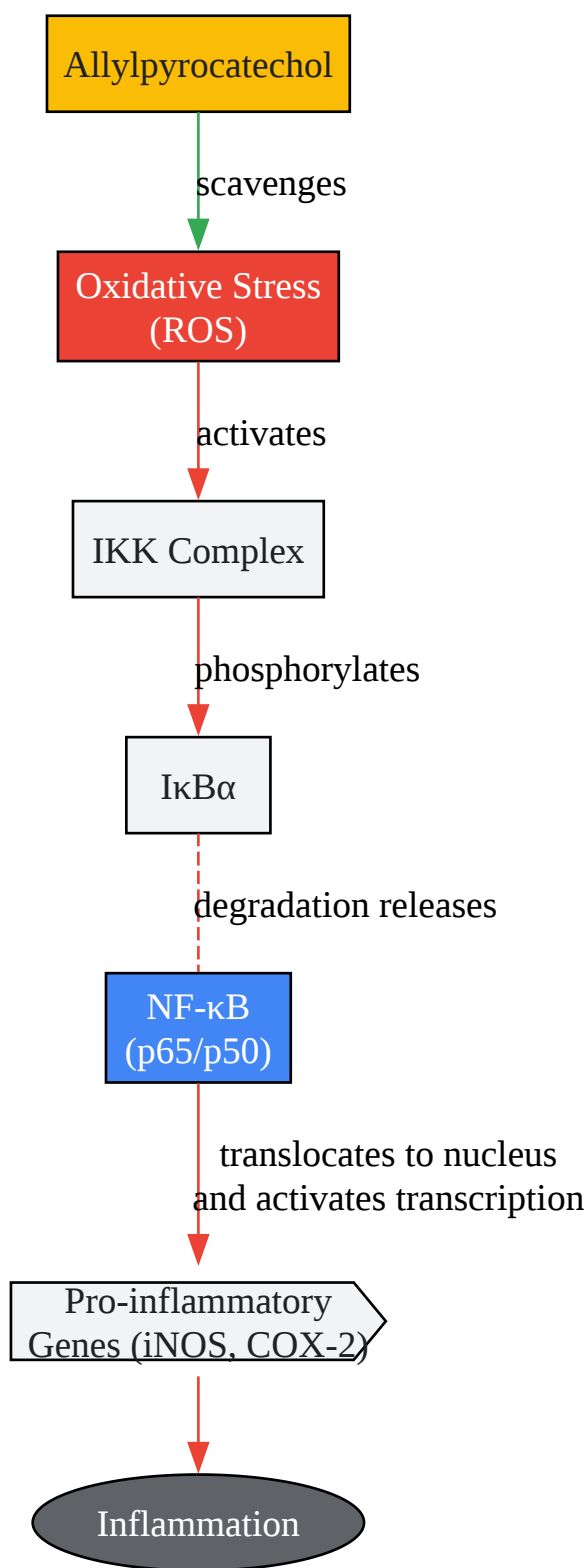 Allylpyrocatechol
scavenges
Oxidative Stress
(ROS)
activates
IKK Complex
phosphorylates
IκBα
degradation releases
NF-κB
(p65/p50)
translocates to nucleus
and activates transcription
Pro-inflammatory
Genes (iNOS, COX-2)
Inflammation